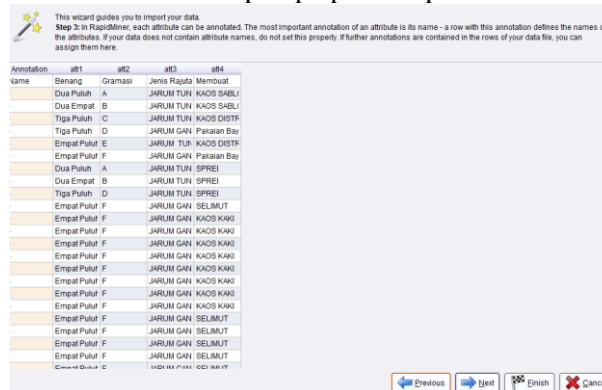 This wizard guides you to import your data.
Step 3: In RapidMiner, each attribute can be annotated. The most important annotation of an attribute is its name - a row with this annotation defines the names o
the attributes. If your data does not contain attribute names, do not set this property. If further annotations are contained in the rows of your data file, you can
assign them here.
Annotation att1 att2 att3 att4
Name Benang Gramasi Jenis Rajuta Membuat
Dua Puluh A JARUM TUN KAOS SABL(
Dua Empat B JARUM TUN KAOS SABL(
Tiga Puluh C JARUM TUN KAOS DISTR
Tiga Puluh D JARUM GAN Pakaian Bay
Empat Puluh E JARUM TUN KAOS DISTR
Empat Puluh F JARUM GAN Pakaian Bay
Dua Puluh A JARUM TUN SPREI
Dua Empat B JARUM TUN SPREI
Tiga Puluh D JARUM TUN SPREI
Empat Puluh F JARUM GAN SELIMUT
Empat Puluh F JARUM GAN KAOS KAKI
Empat Puluh F JARUM GAN KAOS KAKI
Empat Puluh F JARUM GAN KAOS KAKI
Empat Puluh F JARUM GAN KAOS KAKI
Empat Puluh F JARUM GAN KAOS KAKI
Empat Puluh F JARUM GAN KAOS KAKI
Empat Puluh F JARUM GAN KAOS KAKI
Empat Puluh F JARUM GAN SELIMUT
Empat Puluh F JARUM GAN SELIMUT
Empat Puluh F JARUM GAN SELIMUT
Empat Puluh F JARUM GAN SELIMUT
Empat Puluh F JARUM GAN SELIMUT
Previous Next Finish Canc